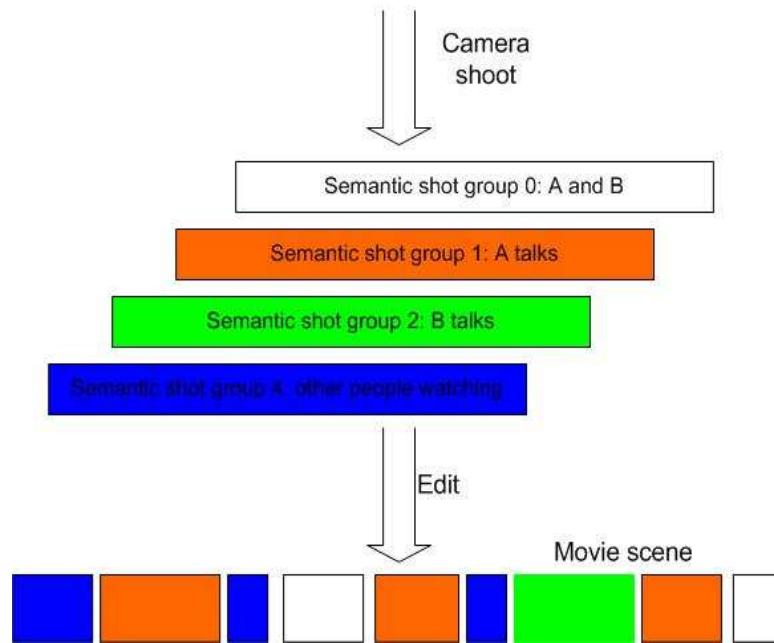 Camera
shoot
Semantic shot group 0: A and B
Semantic shot group 1: A talks
Semantic shot group 2: B talks
Semantic shot group 4: other people watching
Edit
Movie scene